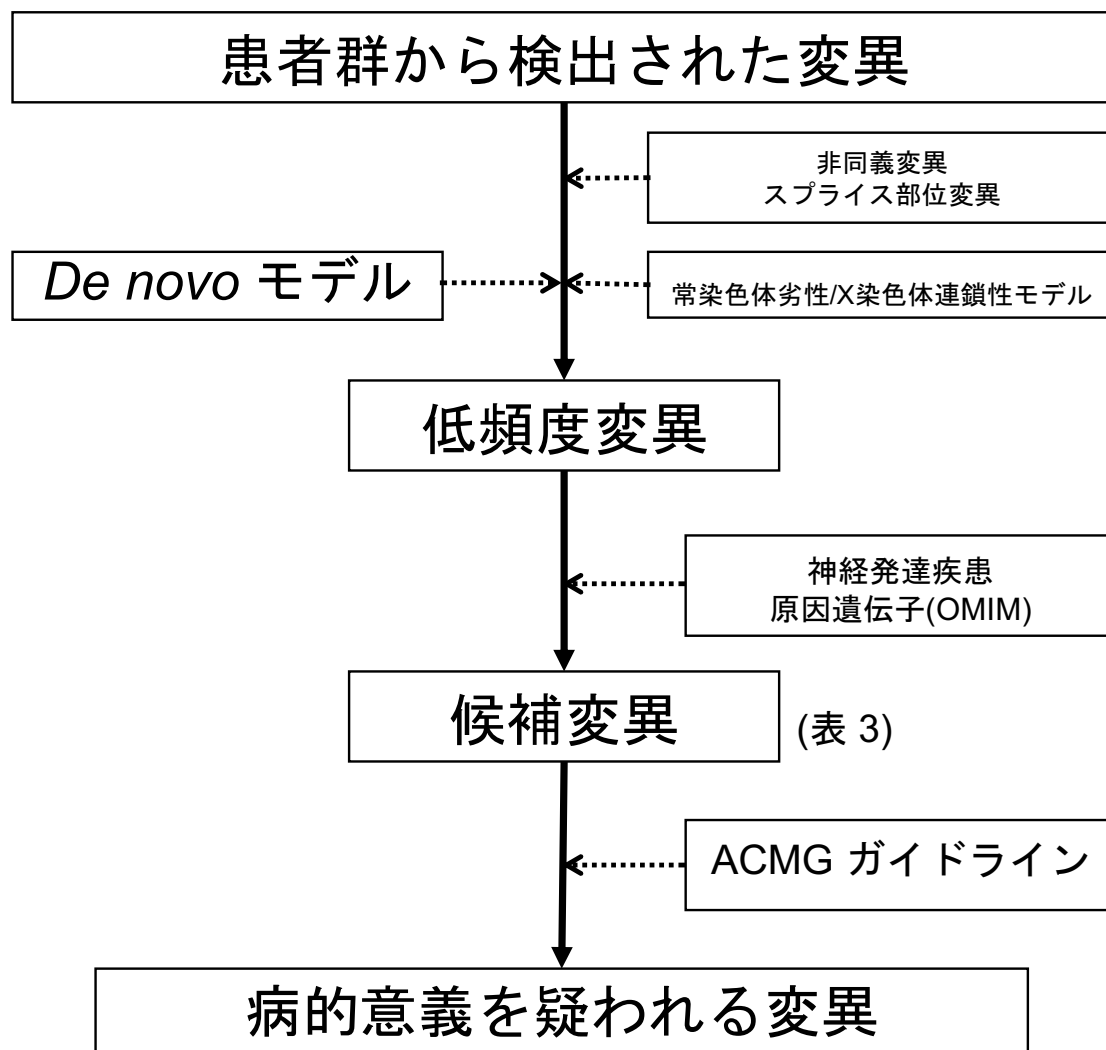 患者群から検出された変異
非同義変異
スプライス部位変異
De novo モデル
常染色体劣性/X染色体連鎖性モデル
低頻度変異
神経発達疾患
原因遺伝子(OMIM)
候補変異
(表 3)
ACMG ガイドライン
病的意義を疑われる変異